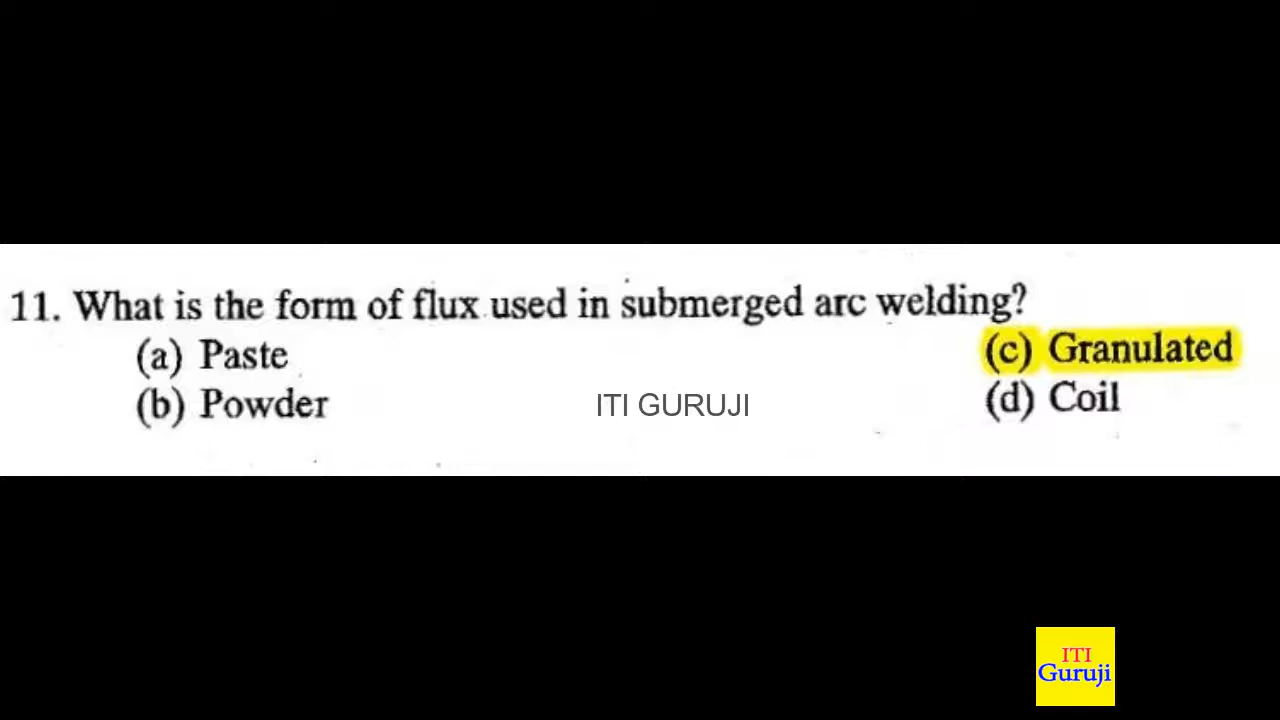 11. What is the form of flux used in submerged arc welding?
(a) Paste
(b) Powder
(c) Granulated
(d) Coil
ITI GURUJI
ITI
Guruji